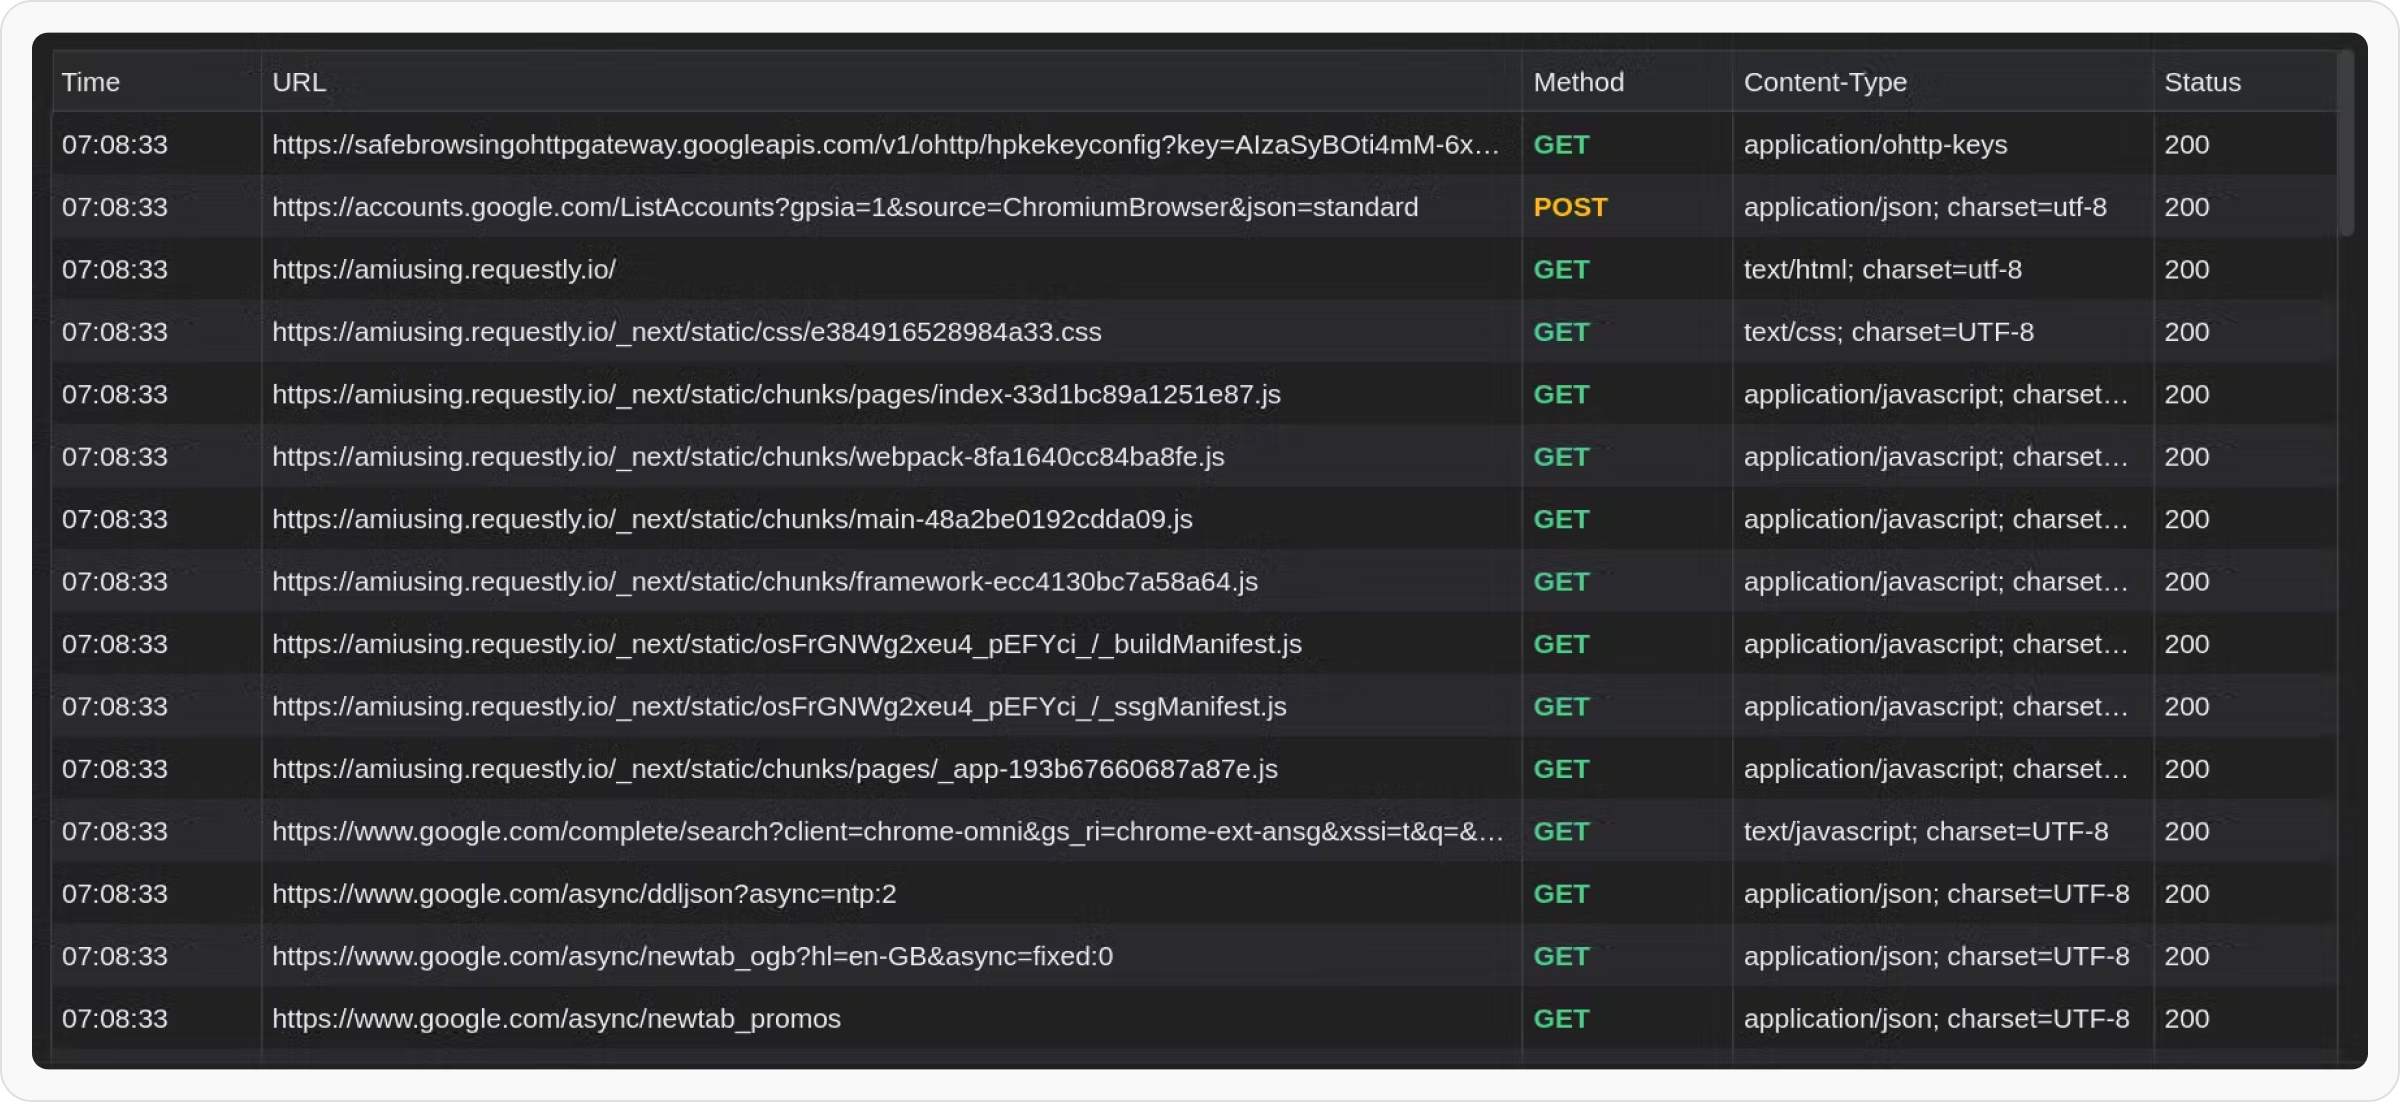 Time URL Method Content-Type Status
07:08:33 https://safebrowsingohttpgateway.googleapis.com/v1/ohttp/hpkekeyconfig?key=AIzaSyBOti4mM-6x… GET application/ohttp-keys 200
07:08:33 https://accounts.google.com/ListAccounts?gpsia=1&source=ChromiumBrowser&json=standard POST application/json; charset=utf-8 200
07:08:33 https://amiusing.requestly.io/ GET text/html; charset=utf-8 200
07:08:33 https://amiusing.requestly.io/_next/static/css/e384916528984a33.css GET text/css; charset=UTF-8 200
07:08:33 https://amiusing.requestly.io/_next/static/chunks/pages/index-33d1bc89a1251e87.js GET application/javascript; charset… 200
07:08:33 https://amiusing.requestly.io/_next/static/chunks/webpack-8fa1640cc84ba8fe.js GET application/javascript; charset… 200
07:08:33 https://amiusing.requestly.io/_next/static/chunks/main-48a2be0192cdda09.js GET application/javascript; charset… 200
07:08:33 https://amiusing.requestly.io/_next/static/chunks/framework-ecc4130bc7a58a64.js GET application/javascript; charset… 200
07:08:33 https://amiusing.requestly.io/_next/static/osFrGNWg2xeu4_pEFYci_/_buildManifest.js GET application/javascript; charset… 200
07:08:33 https://amiusing.requestly.io/_next/static/osFrGNWg2xeu4_pEFYci_/_ssgManifest.js GET application/javascript; charset… 200
07:08:33 https://amiusing.requestly.io/_next/static/chunks/pages/_app-193b67660687a87e.js GET application/javascript; charset… 200
07:08:33 https://www.google.com/complete/search?client=chrome-omni&gs_ri=chrome-ext-ansg&xssi=t&q=&… GET text/javascript; charset=UTF-8 200
07:08:33 https://www.google.com/async/ddljson?async=ntp:2 GET application/json; charset=UTF-8 200
07:08:33 https://www.google.com/async/newtab_ogb?hl=en-GB&async=fixed:0 GET application/json; charset=UTF-8 200
07:08:33 https://www.google.com/async/newtab_promos GET application/json; charset=UTF-8 200